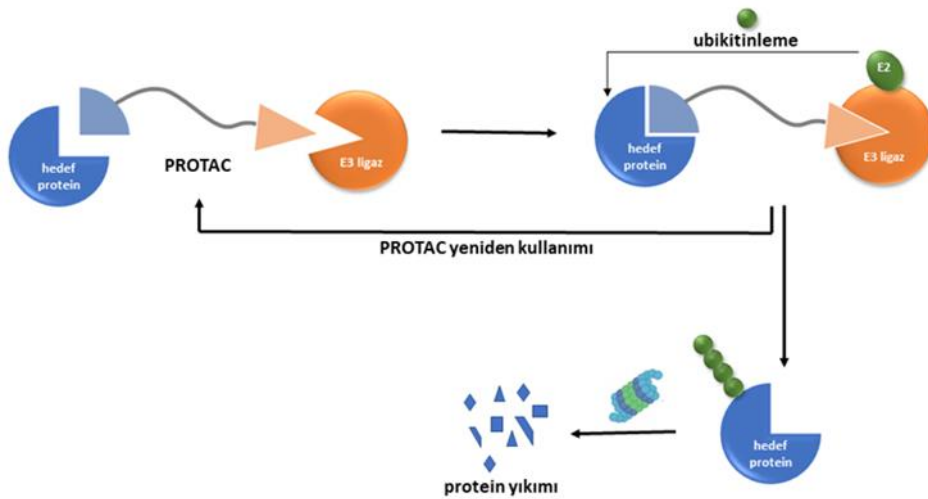 ubikitinleme
E2
hedef
protein
PROTAC
E3 ligaz
hedef
protein
E3 ligaz
PROTAC yeniden kullanımı
hedef
protein
protein yıkımı